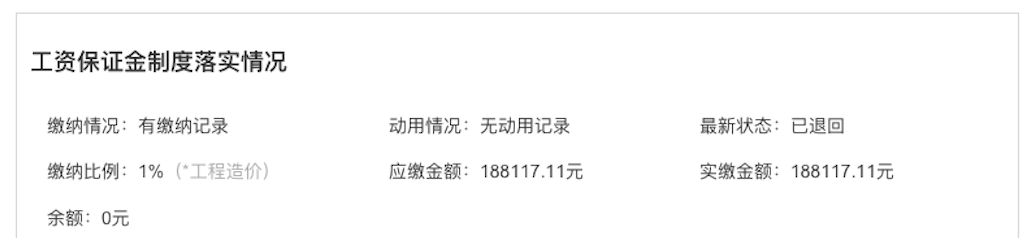 工资保证金制度落实情况
缴纳情况：有缴纳记录 动用情况：无动用记录 最新状态：已退回
缴纳比例：1%（*工程造价） 应缴金额：188117.11元 实缴金额：188117.11元
余额：0元